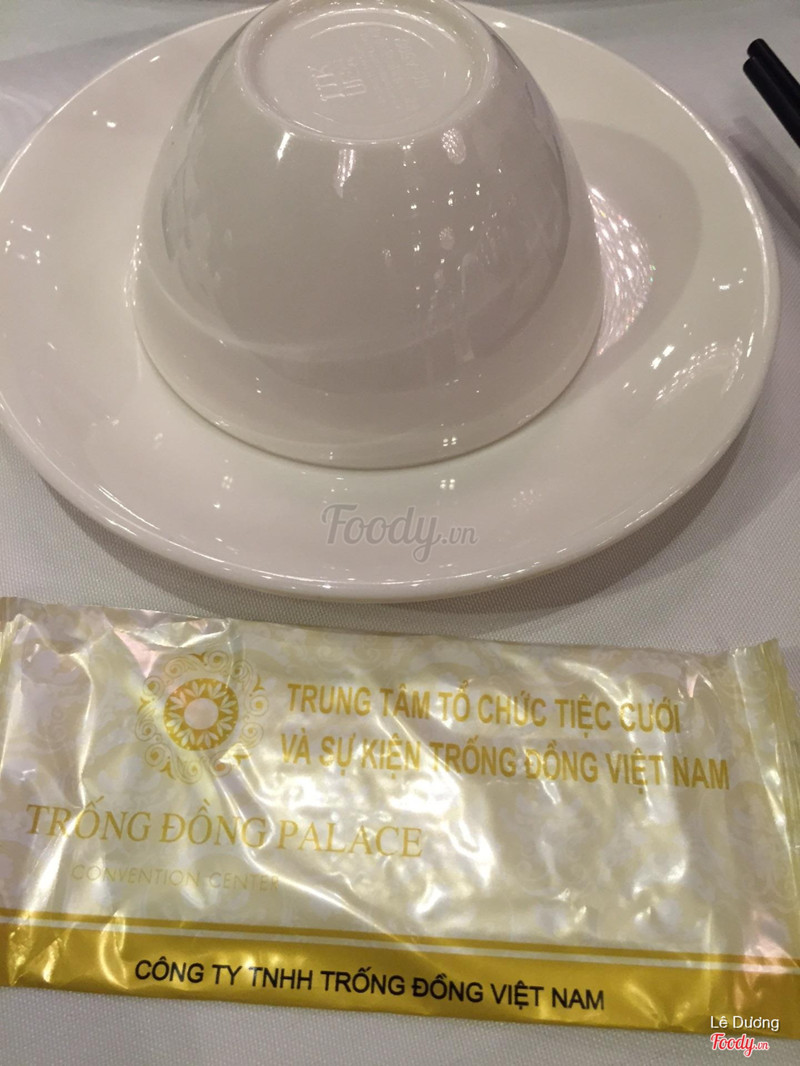 Foody.vn
TRUNG TÂM TỔ CHỨC TIỆC CƯỚI
VÀ SỰ KIỆN TRỐNG ĐỒNG VIỆT NAM
TRỐNG ĐỒNG PALACE
CONVENTION CENTER
CÔNG TY TNHH TRỐNG ĐỒNG VIỆT NAM
Lê Dương
Foody.vn